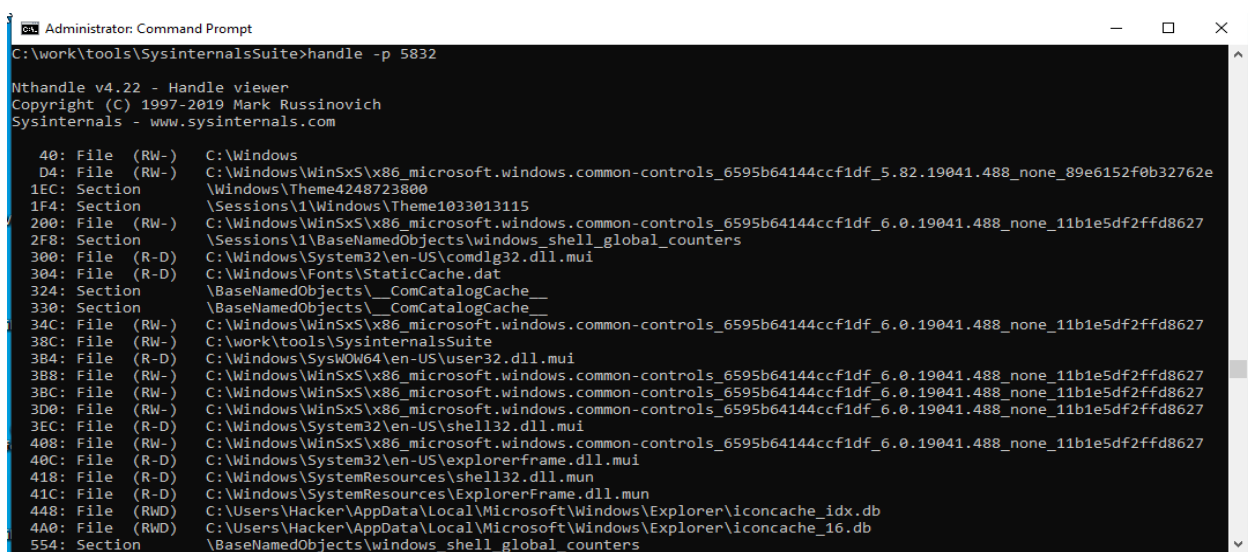 Administrator: Command Prompt
C:\work\tools\SysinternalsSuite>handle -p 5832
Nthandle v4.22 - Handle viewer
Copyright (C) 1997-2019 Mark Russinovich
Sysinternals - www.sysinternals.com
40: File (RW-) C:\Windows
D4: File (RW-) C:\Windows\WinSxS\x86_microsoft.windows.common-controls_6595b64144ccf1df_5.82.19041.488_none_89e6152f0b32762e
1EC: Section \Windows\Theme4248723800
1F4: Section \Sessions\1\Windows\Theme1033013115
200: File (RW-) C:\Windows\WinSxS\x86_microsoft.windows.common-controls_6595b64144ccf1df_6.0.19041.488_none_11b1e5df2ffd8627
2F8: Section \Sessions\1\BaseNamedObjects\windows_shell_global_counters
300: File (R-D) C:\Windows\System32\en-US\comdlg32.dll.mui
304: File (R-D) C:\Windows\Fonts\StaticCache.dat
324: Section \BaseNamedObjects\__ComCatalogCache__
330: Section \BaseNamedObjects\__ComCatalogCache__
34C: File (RW-) C:\Windows\WinSxS\x86_microsoft.windows.common-controls_6595b64144ccf1df_6.0.19041.488_none_11b1e5df2ffd8627
38C: File (RW-) C:\work\tools\SysinternalsSuite
3B4: File (R-D) C:\Windows\SysWOW64\en-US\user32.dll.mui
3B8: File (RW-) C:\Windows\WinSxS\x86_microsoft.windows.common-controls_6595b64144ccf1df_6.0.19041.488_none_11b1e5df2ffd8627
3BC: File (RW-) C:\Windows\WinSxS\x86_microsoft.windows.common-controls_6595b64144ccf1df_6.0.19041.488_none_11b1e5df2ffd8627
3D0: File (RW-) C:\Windows\WinSxS\x86_microsoft.windows.common-controls_6595b64144ccf1df_6.0.19041.488_none_11b1e5df2ffd8627
3EC: File (R-D) C:\Windows\System32\en-US\shell32.dll.mui
408: File (RW-) C:\Windows\WinSxS\x86_microsoft.windows.common-controls_6595b64144ccf1df_6.0.19041.488_none_11b1e5df2ffd8627
40C: File (R-D) C:\Windows\System32\en-US\explorerframe.dll.mui
418: File (R-D) C:\Windows\SystemResources\shell32.dll.mun
41C: File (R-D) C:\Windows\SystemResources\ExplorerFrame.dll.mun
448: File (RWD) C:\Users\Hacker\AppData\Local\Microsoft\Windows\Explorer\iconcache_idx.db
4A0: File (RWD) C:\Users\Hacker\AppData\Local\Microsoft\Windows\Explorer\iconcache_16.db
554: Section \BaseNamedObjects\windows_shell_global_counters